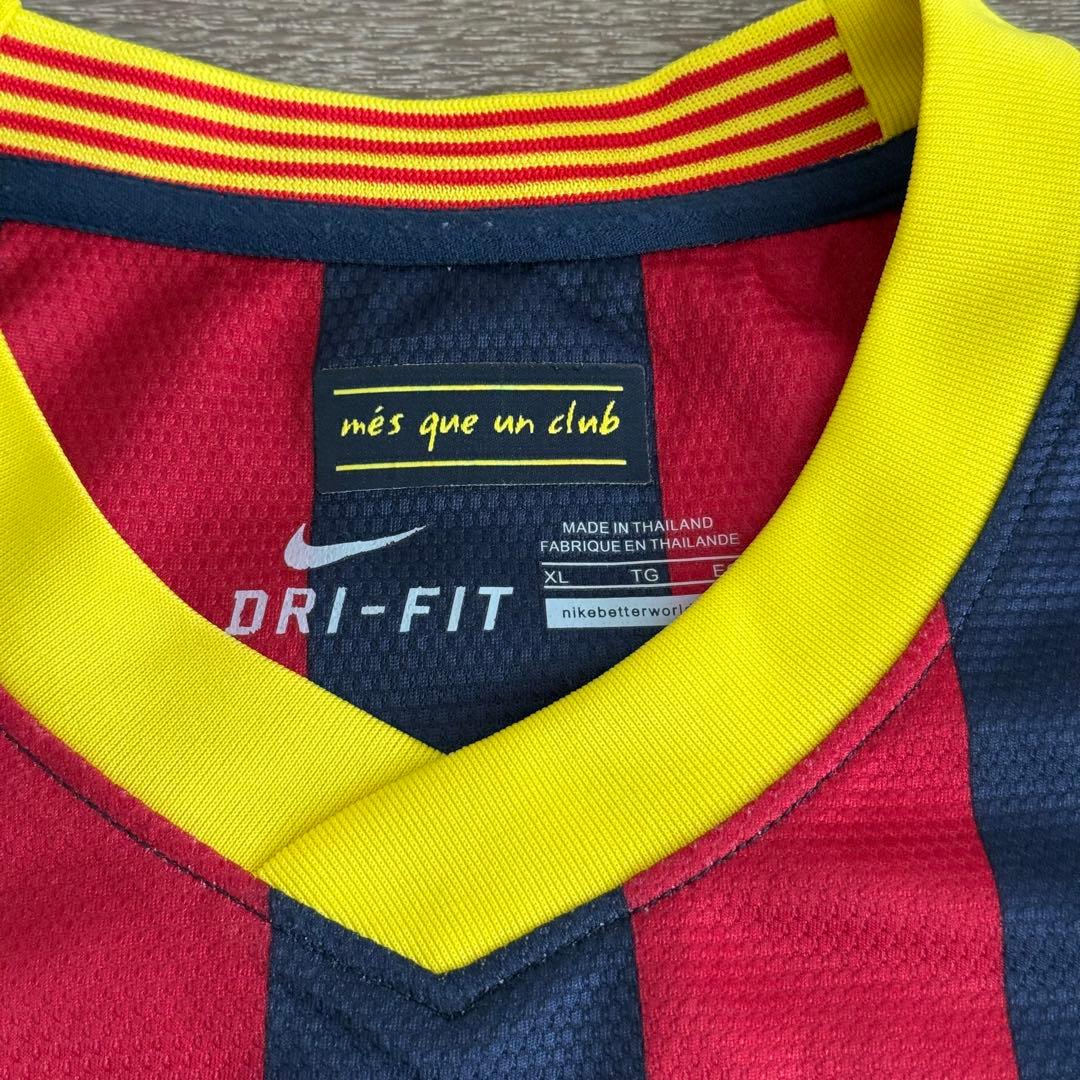 més que un club
MADE IN THAILAND
FABRIQUE EN THAILANDE
XL TG
DRI-FIT